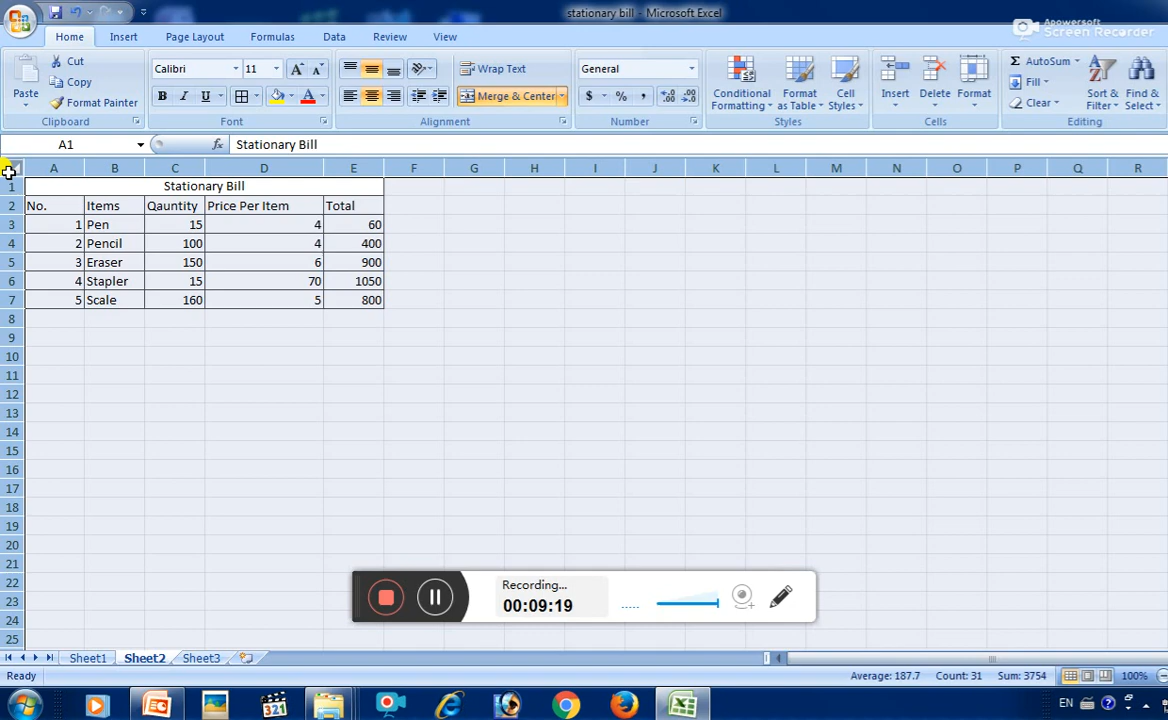 stationary bill - Microsoft Excel
Apowersoft
Screen Recorder
Home Insert Page Layout Formulas Data Review View
Paste
Cut
Copy
Format Painter
Clipboard
Calibri 11
B I U
Font
Wrap Text
Merge & Center
Alignment
General
$ % ,
Number
Conditional
Formatting
Format
as Table
Cell
Styles
Styles
Insert
Delete
Format
Cells
Σ AutoSum
Fill
Clear
Sort &
Filter
Find &
Select
Editing
A1 fx Stationary Bill
A B C D E F G H I J K L M N O P Q R
1 Stationary Bill
2 No. Items Qauntity Price Per Item Total
3 1 Pen 15 4 60
4 2 Pencil 100 4 400
5 3 Eraser 150 6 900
6 4 Stapler 15 70 1050
7 5 Scale 160 5 800
8
9
10
11
12
13
14
15
16
17
18
19
20
21
22
23
24
25
Recording...
00:09:19
Sheet1 Sheet2 Sheet3
Ready Average: 187.7 Count: 31 Sum: 3754 100%
321
EN